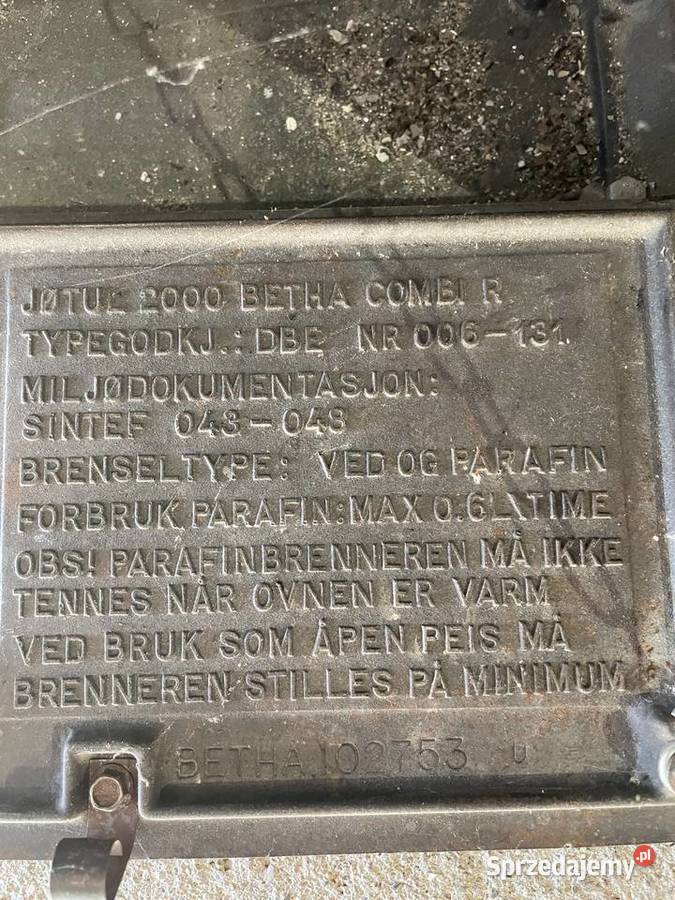 JØTUL 2000 BETHA COMBI R
TYPEGODKJ.: DBE NR 006-131
MILJØDOKUMENTASJON:
SINTEF 043-048
BRENSELTYPE: VED OG PARAFIN
FORBRUK PARAFIN: MAX 0.6 L\TIME
OBS! PARAFINBRENNEREN MÅ IKKE
TENNES NÅR OVNEN ER VARM
VED BRUK SOM ÅPEN PEIS MÅ
BRENNEREN STILLES PÅ MINIMUM
BETHA 102753 U
Sprzedajemy.pl